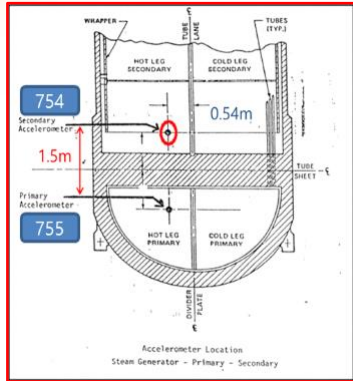 WRAPPER
℄
TUBE
LANE
TUBES
(TYP.)
HOT LEG
SECONDARY
COLD LEG
SECONDARY
754
0.54m
Secondary
Accelerometer
1.5m
TUBE
SHEET
℄
Primary
Accelerometer
755
HOT LEG
PRIMARY
COLD LEG
PRIMARY
DIVIDER
PLATE
℄
Accelerometer Location
Steam Generator - Primary - Secondary